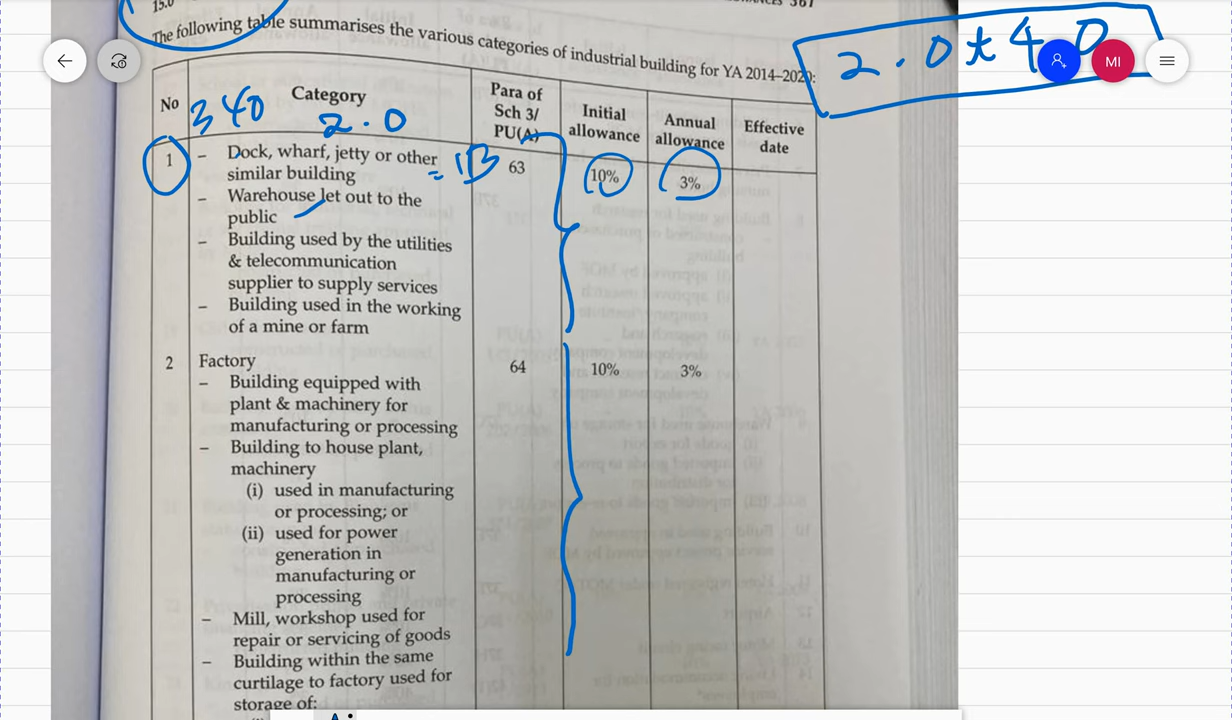 15.0
The following table summarises the various categories of industrial building for YA 2014–2020:
2.0 * 4.0
MI
No
Category
Para of Sch 3/ PU(A)
Initial allowance
Annual allowance
Effective date
340
2.0
1
– Dock, wharf, jetty or other
similar building
= IB
63
10%
3%
– Warehouse let out to the
public
– Building used by the utilities
& telecommunication
supplier to supply services
– Building used in the working
of a mine or farm
2
Factory
64
10%
3%
– Building equipped with
plant & machinery for
manufacturing or processing
– Building to house plant,
machinery
(i) used in manufacturing
or processing; or
(ii) used for power
generation in
manufacturing or
processing
– Mill, workshop used for
repair or servicing of goods
– Building within the same
curtilage to factory used for
storage of: